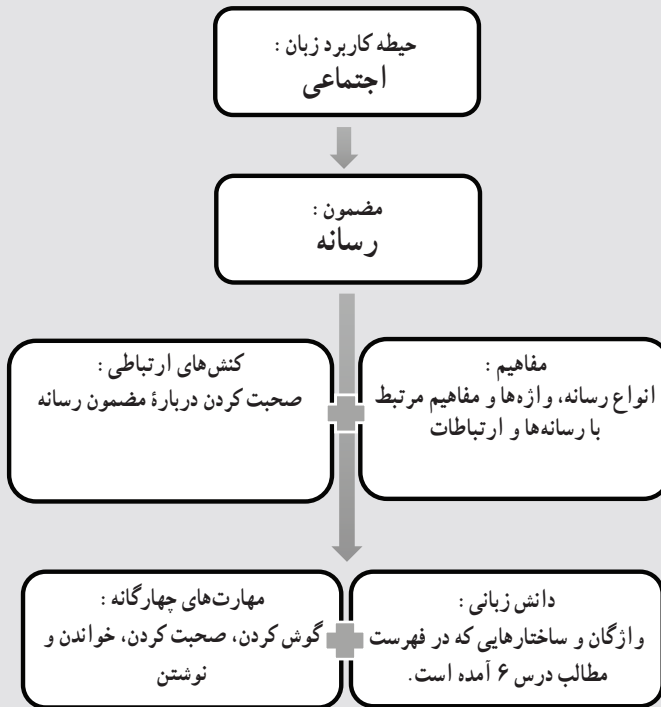 حیطه کاربرد زبان :
اجتماعی
مضمون :
رسانه
مفاهیم :
انواع رسانه، واژه‌ها و مفاهیم مرتبط
با رسانه‌ها و ارتباطات
کنش‌های ارتباطی :
صحبت کردن دربارهٔ مضمون رسانه
دانش زبانی :
واژگان و ساختارهایی که در فهرست
مطالب درس ۶ آمده است.
مهارت‌های چهارگانه :
گوش کردن، صحبت کردن، خواندن و
نوشتن